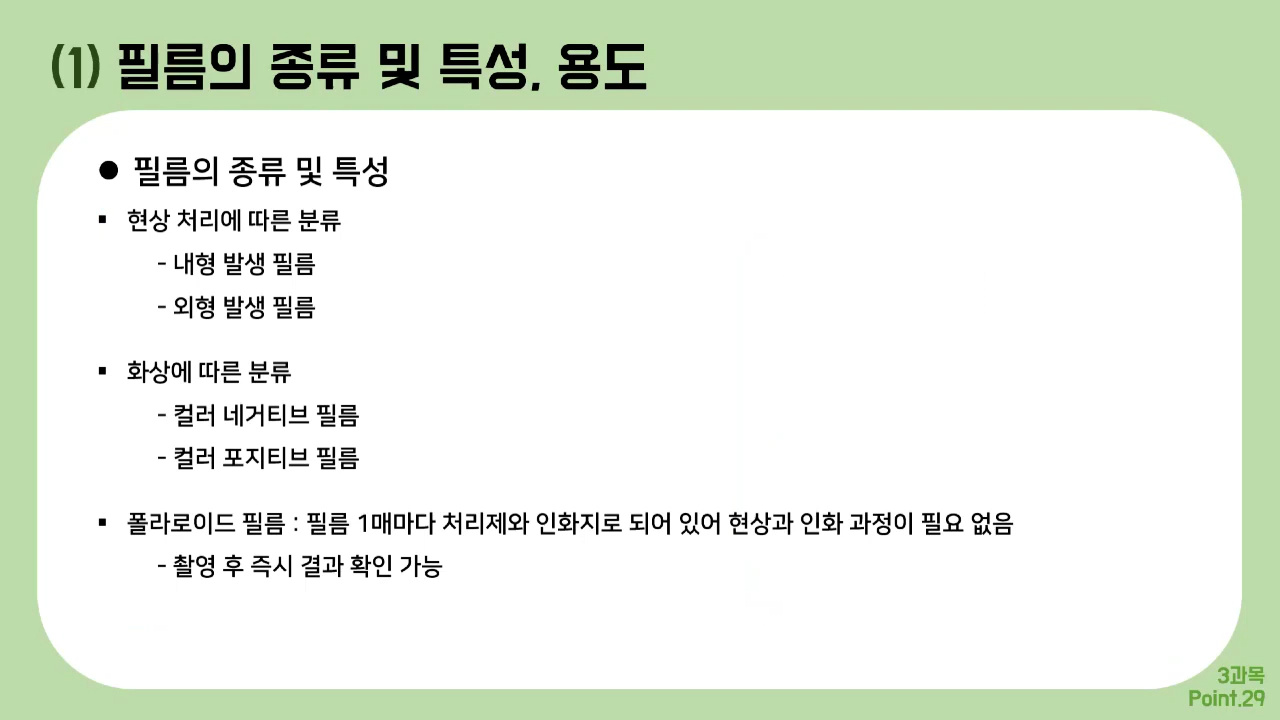 (1) 필름의 종류 및 특성, 용도
● 필름의 종류 및 특성
▪ 현상 처리에 따른 분류
- 내형 발생 필름
- 외형 발생 필름
▪ 화상에 따른 분류
- 컬러 네거티브 필름
- 컬러 포지티브 필름
▪ 폴라로이드 필름 : 필름 1매마다 처리제와 인화지로 되어 있어 현상과 인화 과정이 필요 없음
- 촬영 후 즉시 결과 확인 가능
3과목
Point.29